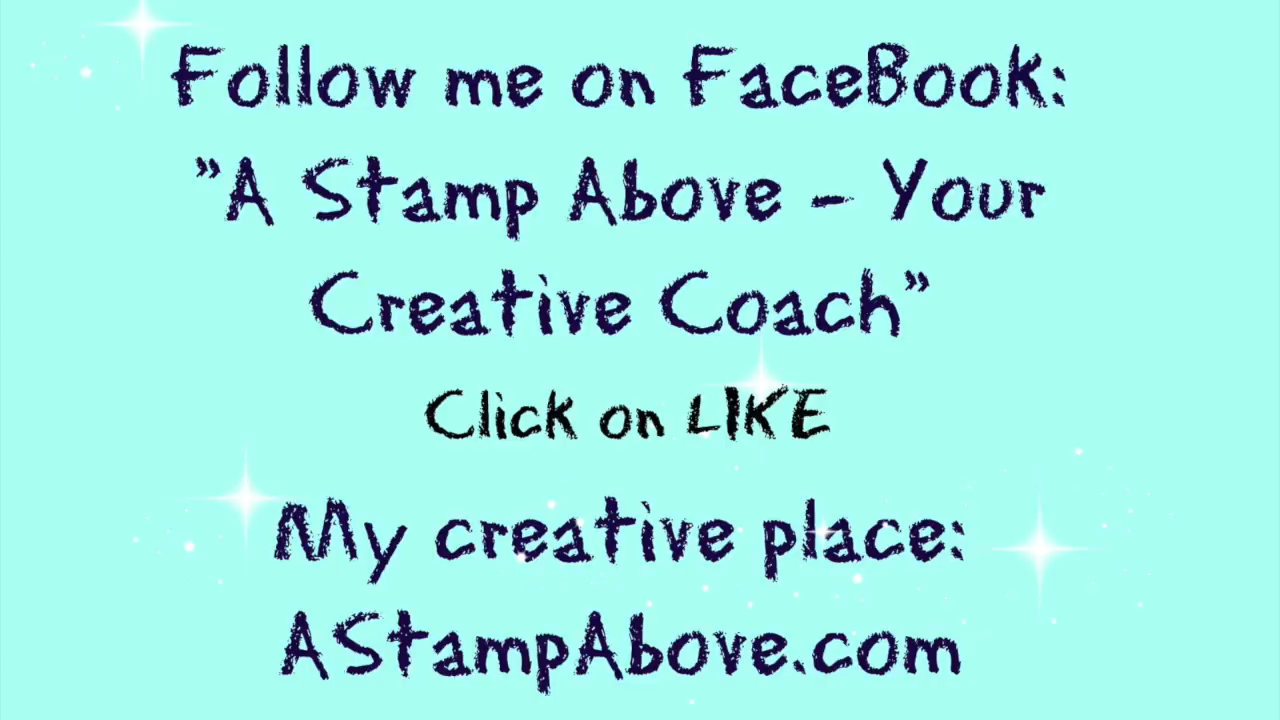 Follow me on FaceBook:
"A Stamp Above - Your
Creative Coach"
Click on LIKE
My creative place:
AStampAbove.com